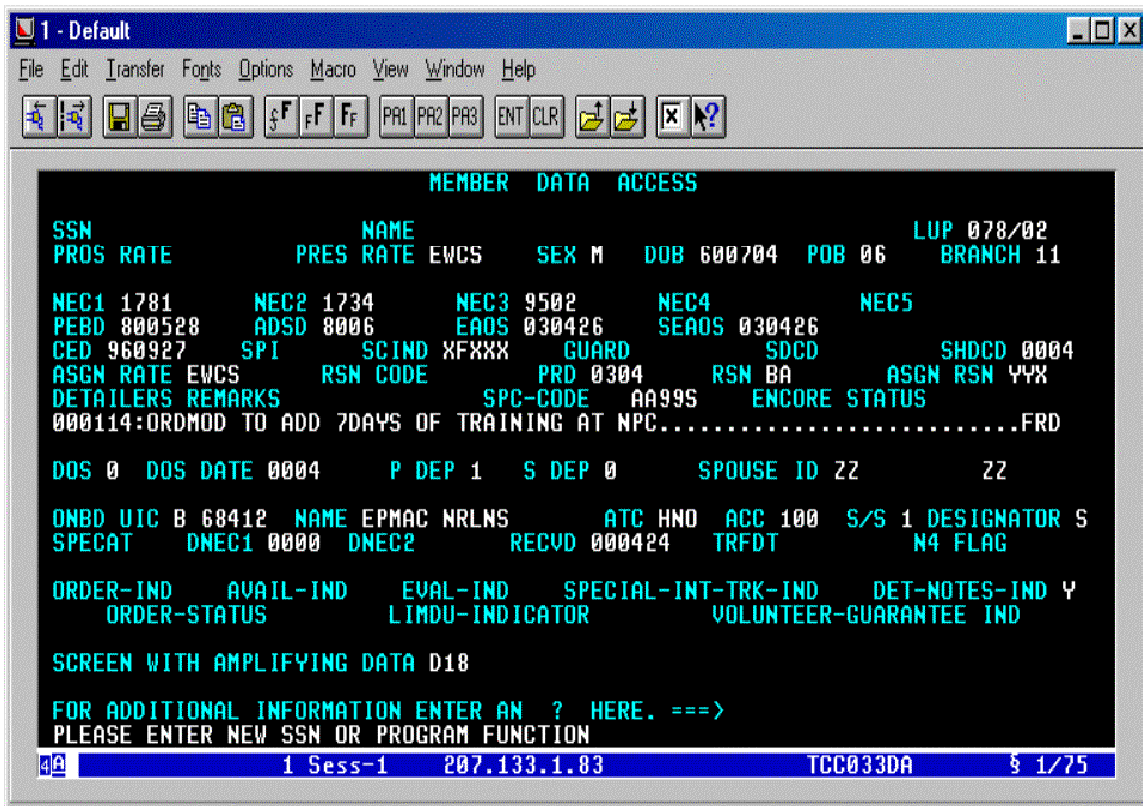 1 - Default
File Edit Transfer Fonts Options Macro View Window Help
PA1 PA2 PA3 ENT CLR
MEMBER DATA ACCESS
SSN NAME LUP 078/02
PROS RATE PRES RATE EWCS SEX M DOB 600704 POB 06 BRANCH 11
NEC1 1781 NEC2 1734 NEC3 9502 NEC4 NEC5
PEBD 800528 ADSD 8006 EAOS 030426 SEAOS 030426
CED 960927 SPI SCIND XFXXX GUARD SDCD SHDCD 0004
ASGN RATE EWCS RSN CODE PRD 0304 RSN BA ASGN RSN YYX
DETAILERS REMARKS SPC-CODE AA99S ENCORE STATUS
000114:ORDMOD TO ADD 7DAYS OF TRAINING AT NPC...........................FRD
DOS 0 DOS DATE 0004 P DEP 1 S DEP 0 SPOUSE ID ZZ ZZ
ONBD UIC B 68412 NAME EPMAC NRLNS ATC HNO ACC 100 S/S 1 DESIGNATOR S
SPECAT DNEC1 0000 DNEC2 RECVD 000424 TRFDT N4 FLAG
ORDER-IND AVAIL-IND EVAL-IND SPECIAL-INT-TRK-IND DET-NOTES-IND Y
ORDER-STATUS LIMDU-INDICATOR VOLUNTEER-GUARANTEE IND
SCREEN WITH AMPLIFYING DATA D18
FOR ADDITIONAL INFORMATION ENTER AN ? HERE. ===>
PLEASE ENTER NEW SSN OR PROGRAM FUNCTION
4A 1 Sess-1 207.133.1.83 TCC033DA § 1/75